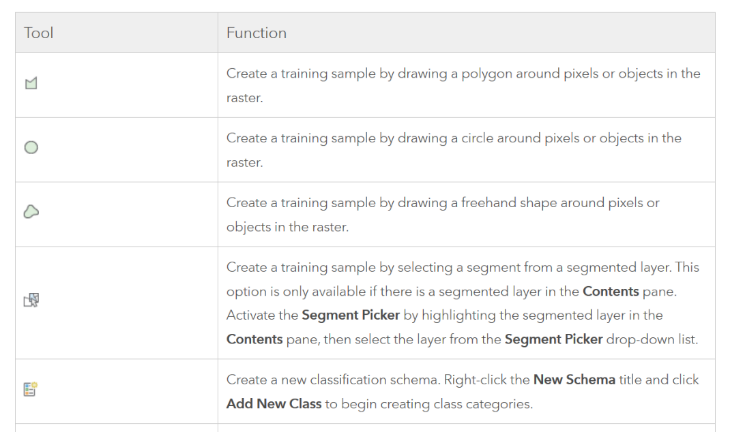 Tool
Function
Create a training sample by drawing a polygon around pixels or objects in the
raster.
Create a training sample by drawing a circle around pixels or objects in the
raster.
Create a training sample by drawing a freehand shape around pixels or
objects in the raster.
Create a training sample by selecting a segment from a segmented layer. This
option is only available if there is a segmented layer in the Contents pane.
Activate the Segment Picker by highlighting the segmented layer in the
Contents pane, then select the layer from the Segment Picker drop-down list.
Create a new classification schema. Right-click the New Schema title and click
Add New Class to begin creating class categories.